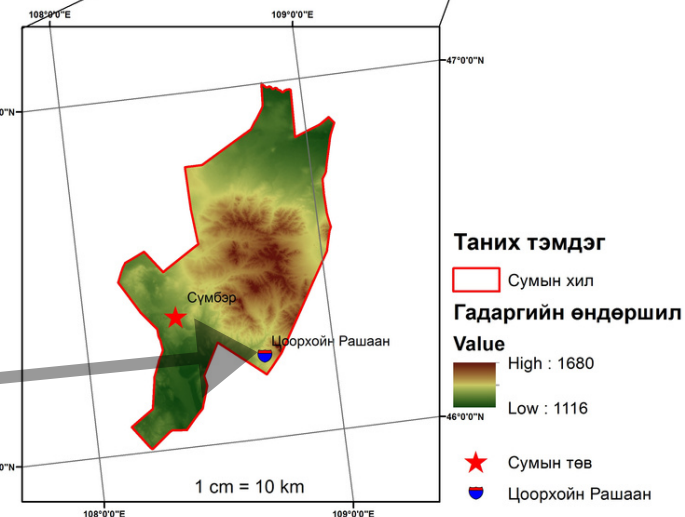 108°0'0"E
109°0'0"E
47°0'0"N
0"N
Таних тэмдэг
Сумын хил
Сүмбэр
Гадаргийн өндөршил
Цоорхойн Рашаан
Value
High : 1680
Low : 1116
46°0'0"N
0"N
Сумын төв
1 cm = 10 km
Цоорхойн Рашаан
108°0'0"E
109°0'0"E